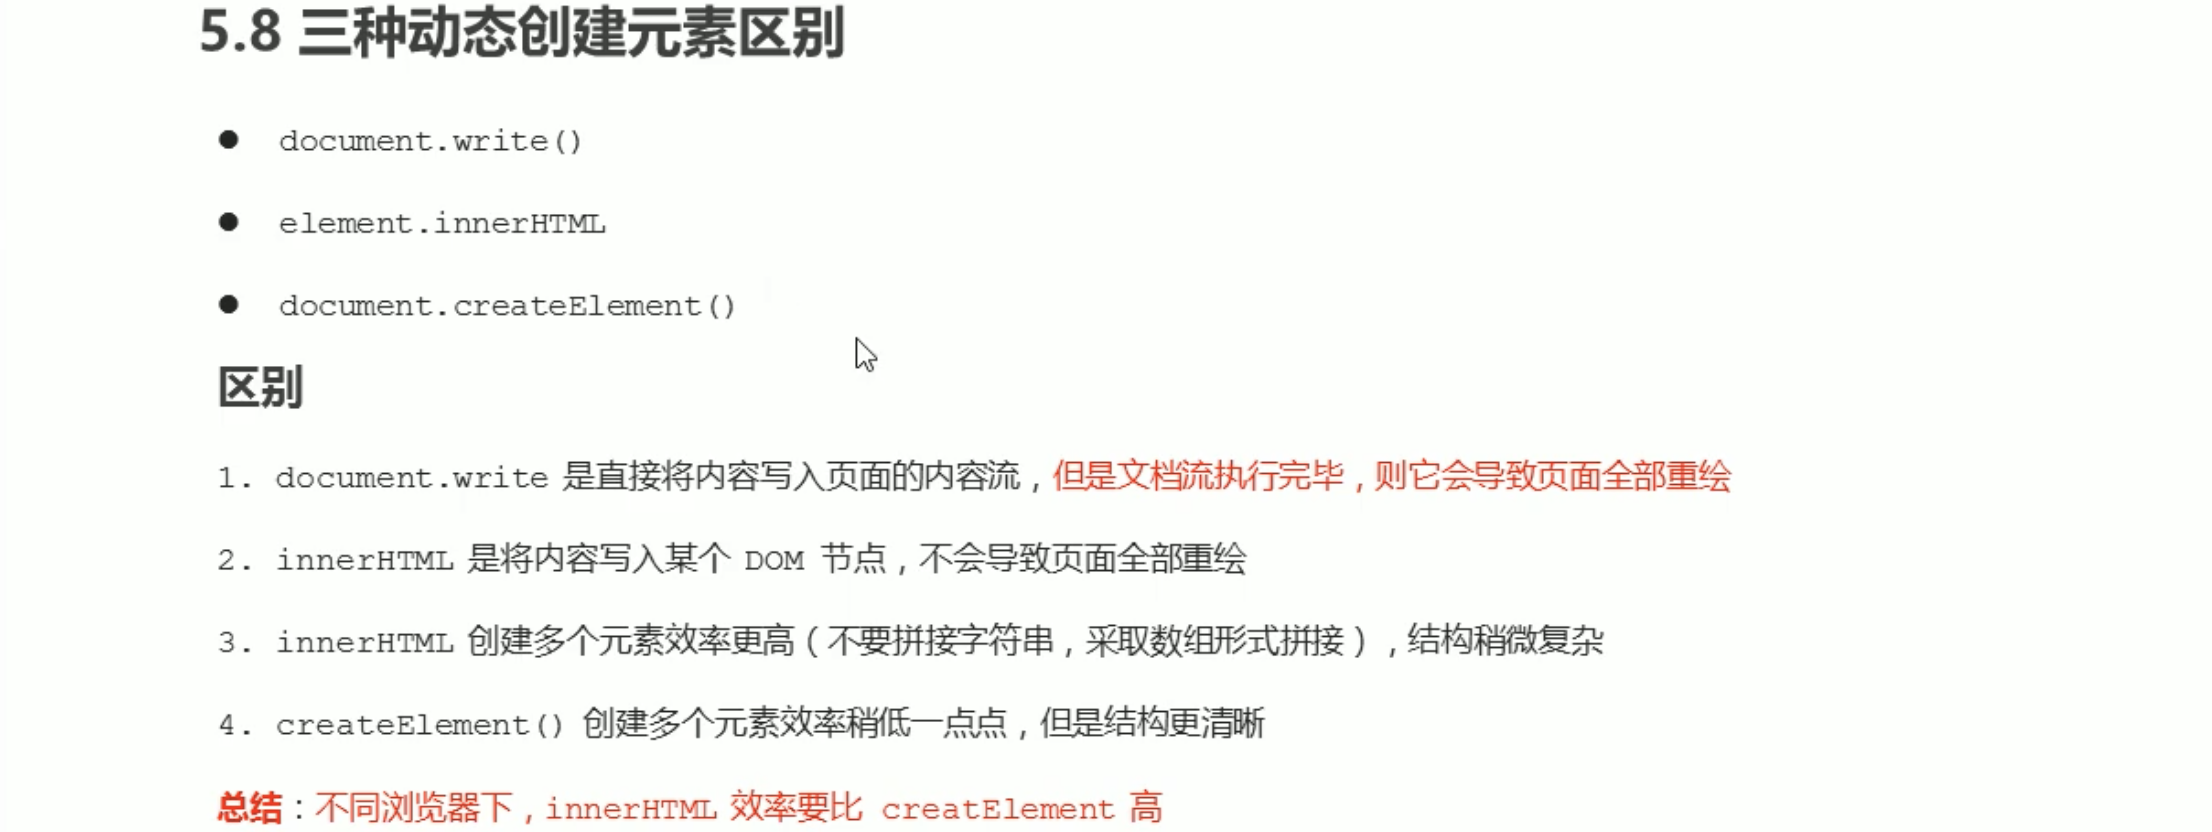 5.8 三种动态创建元素区别
● document.write()
● element.innerHTML
● document.createElement()
区别
1. document.write 是直接将内容写入页面的内容流，但是文档流执行完毕，则它会导致页面全部重绘
2. innerHTML 是将内容写入某个 DOM 节点，不会导致页面全部重绘
3. innerHTML 创建多个元素效率更高（不要拼接字符串，采取数组形式拼接），结构稍微复杂
4. createElement() 创建多个元素效率稍低一点点，但是结构更清晰
总结：不同浏览器下，innerHTML 效率要比 creatElement 高